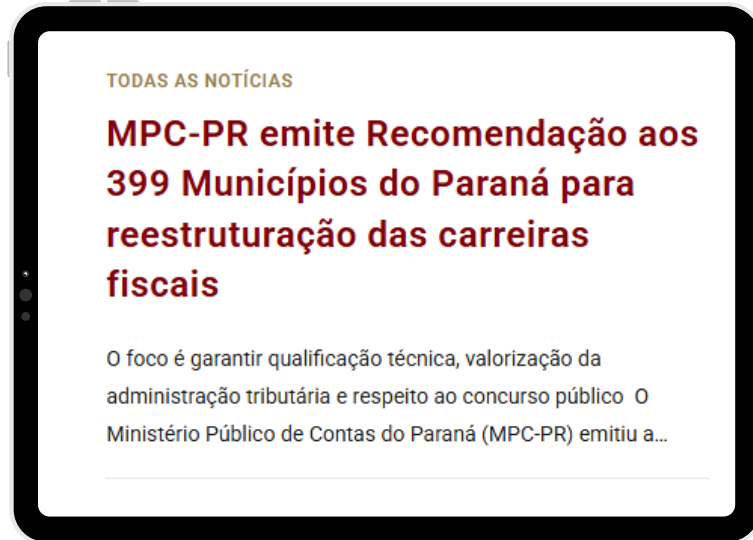 TODAS AS NOTÍCIAS
MPC-PR emite Recomendação aos
399 Municípios do Paraná para
reestruturação das carreiras
fiscais
O foco é garantir qualificação técnica, valorização da
administração tributária e respeito ao concurso público  O
Ministério Público de Contas do Paraná (MPC-PR) emitiu a…